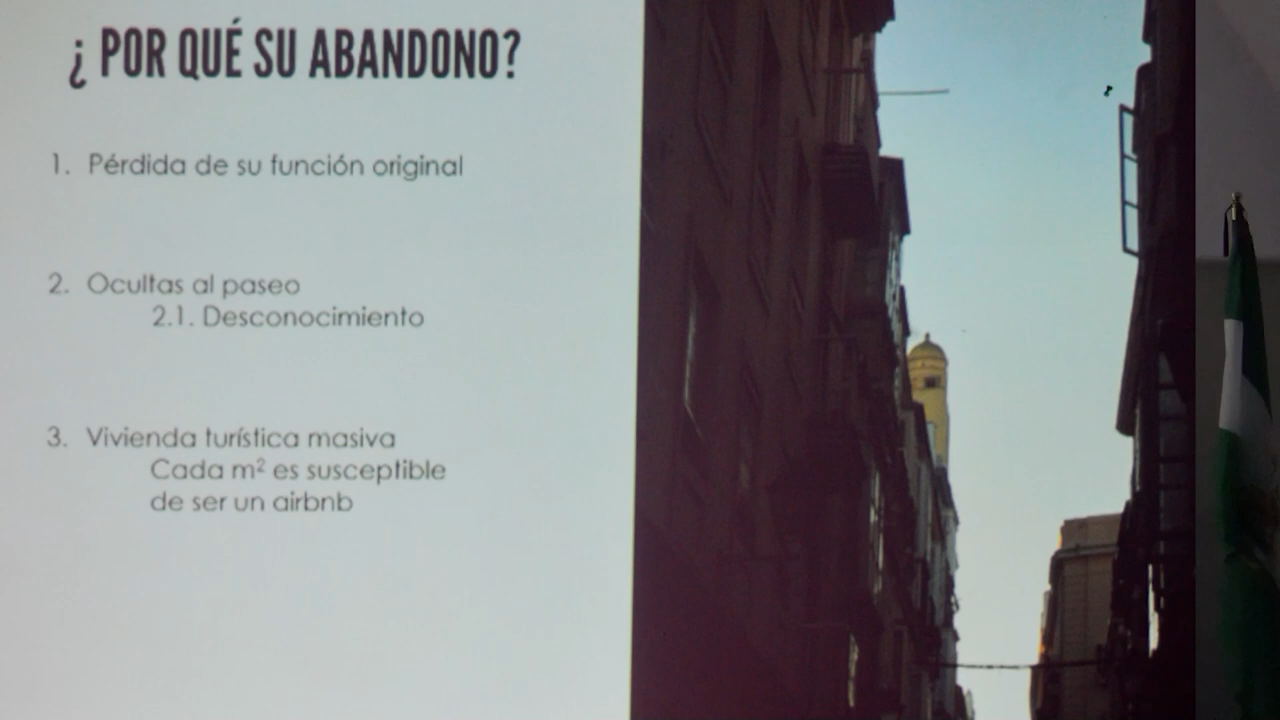 ¿ POR QUÉ SU ABANDONO?
1. Pérdida de su función original
2. Ocultas al paseo
2.1. Desconocimiento
3. Vivienda turística masiva
Cada m² es susceptible
de ser un airbnb